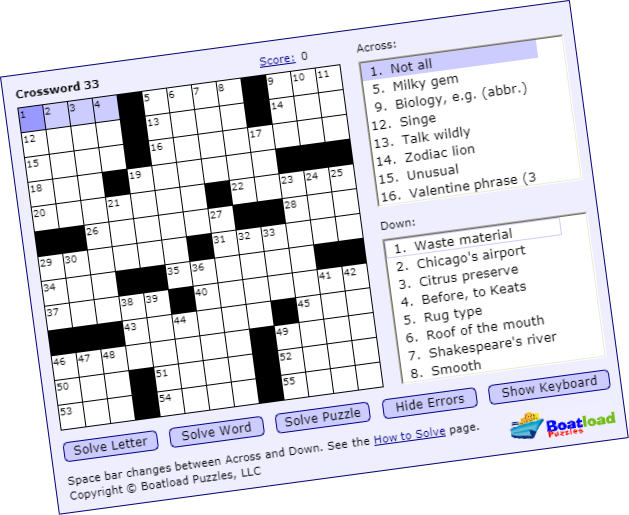 Crossword 33
Score: 0
1 2 3 4 5 6 7 8 9 10 11
12 13 14
15 16 17
18 19
20 21 22 23 24 25
26 27 28
29 30 31 32 33
34 35 36
37 38 39 40 41 42
43 44 45
46 47 48 49
50 51 52
53 54 55
Across:
1. Not all
5. Milky gem
9. Biology, e.g. (abbr.)
12. Singe
13. Talk wildly
14. Zodiac lion
15. Unusual
16. Valentine phrase (3
Down:
1. Waste material
2. Chicago's airport
3. Citrus preserve
4. Before, to Keats
5. Rug type
6. Roof of the mouth
7. Shakespeare's river
8. Smooth
Solve Letter
Solve Word
Solve Puzzle
Hide Errors
Show Keyboard
Space bar changes between Across and Down. See the How to Solve page.
Copyright © Boatload Puzzles, LLC
Boatload
Puzzles